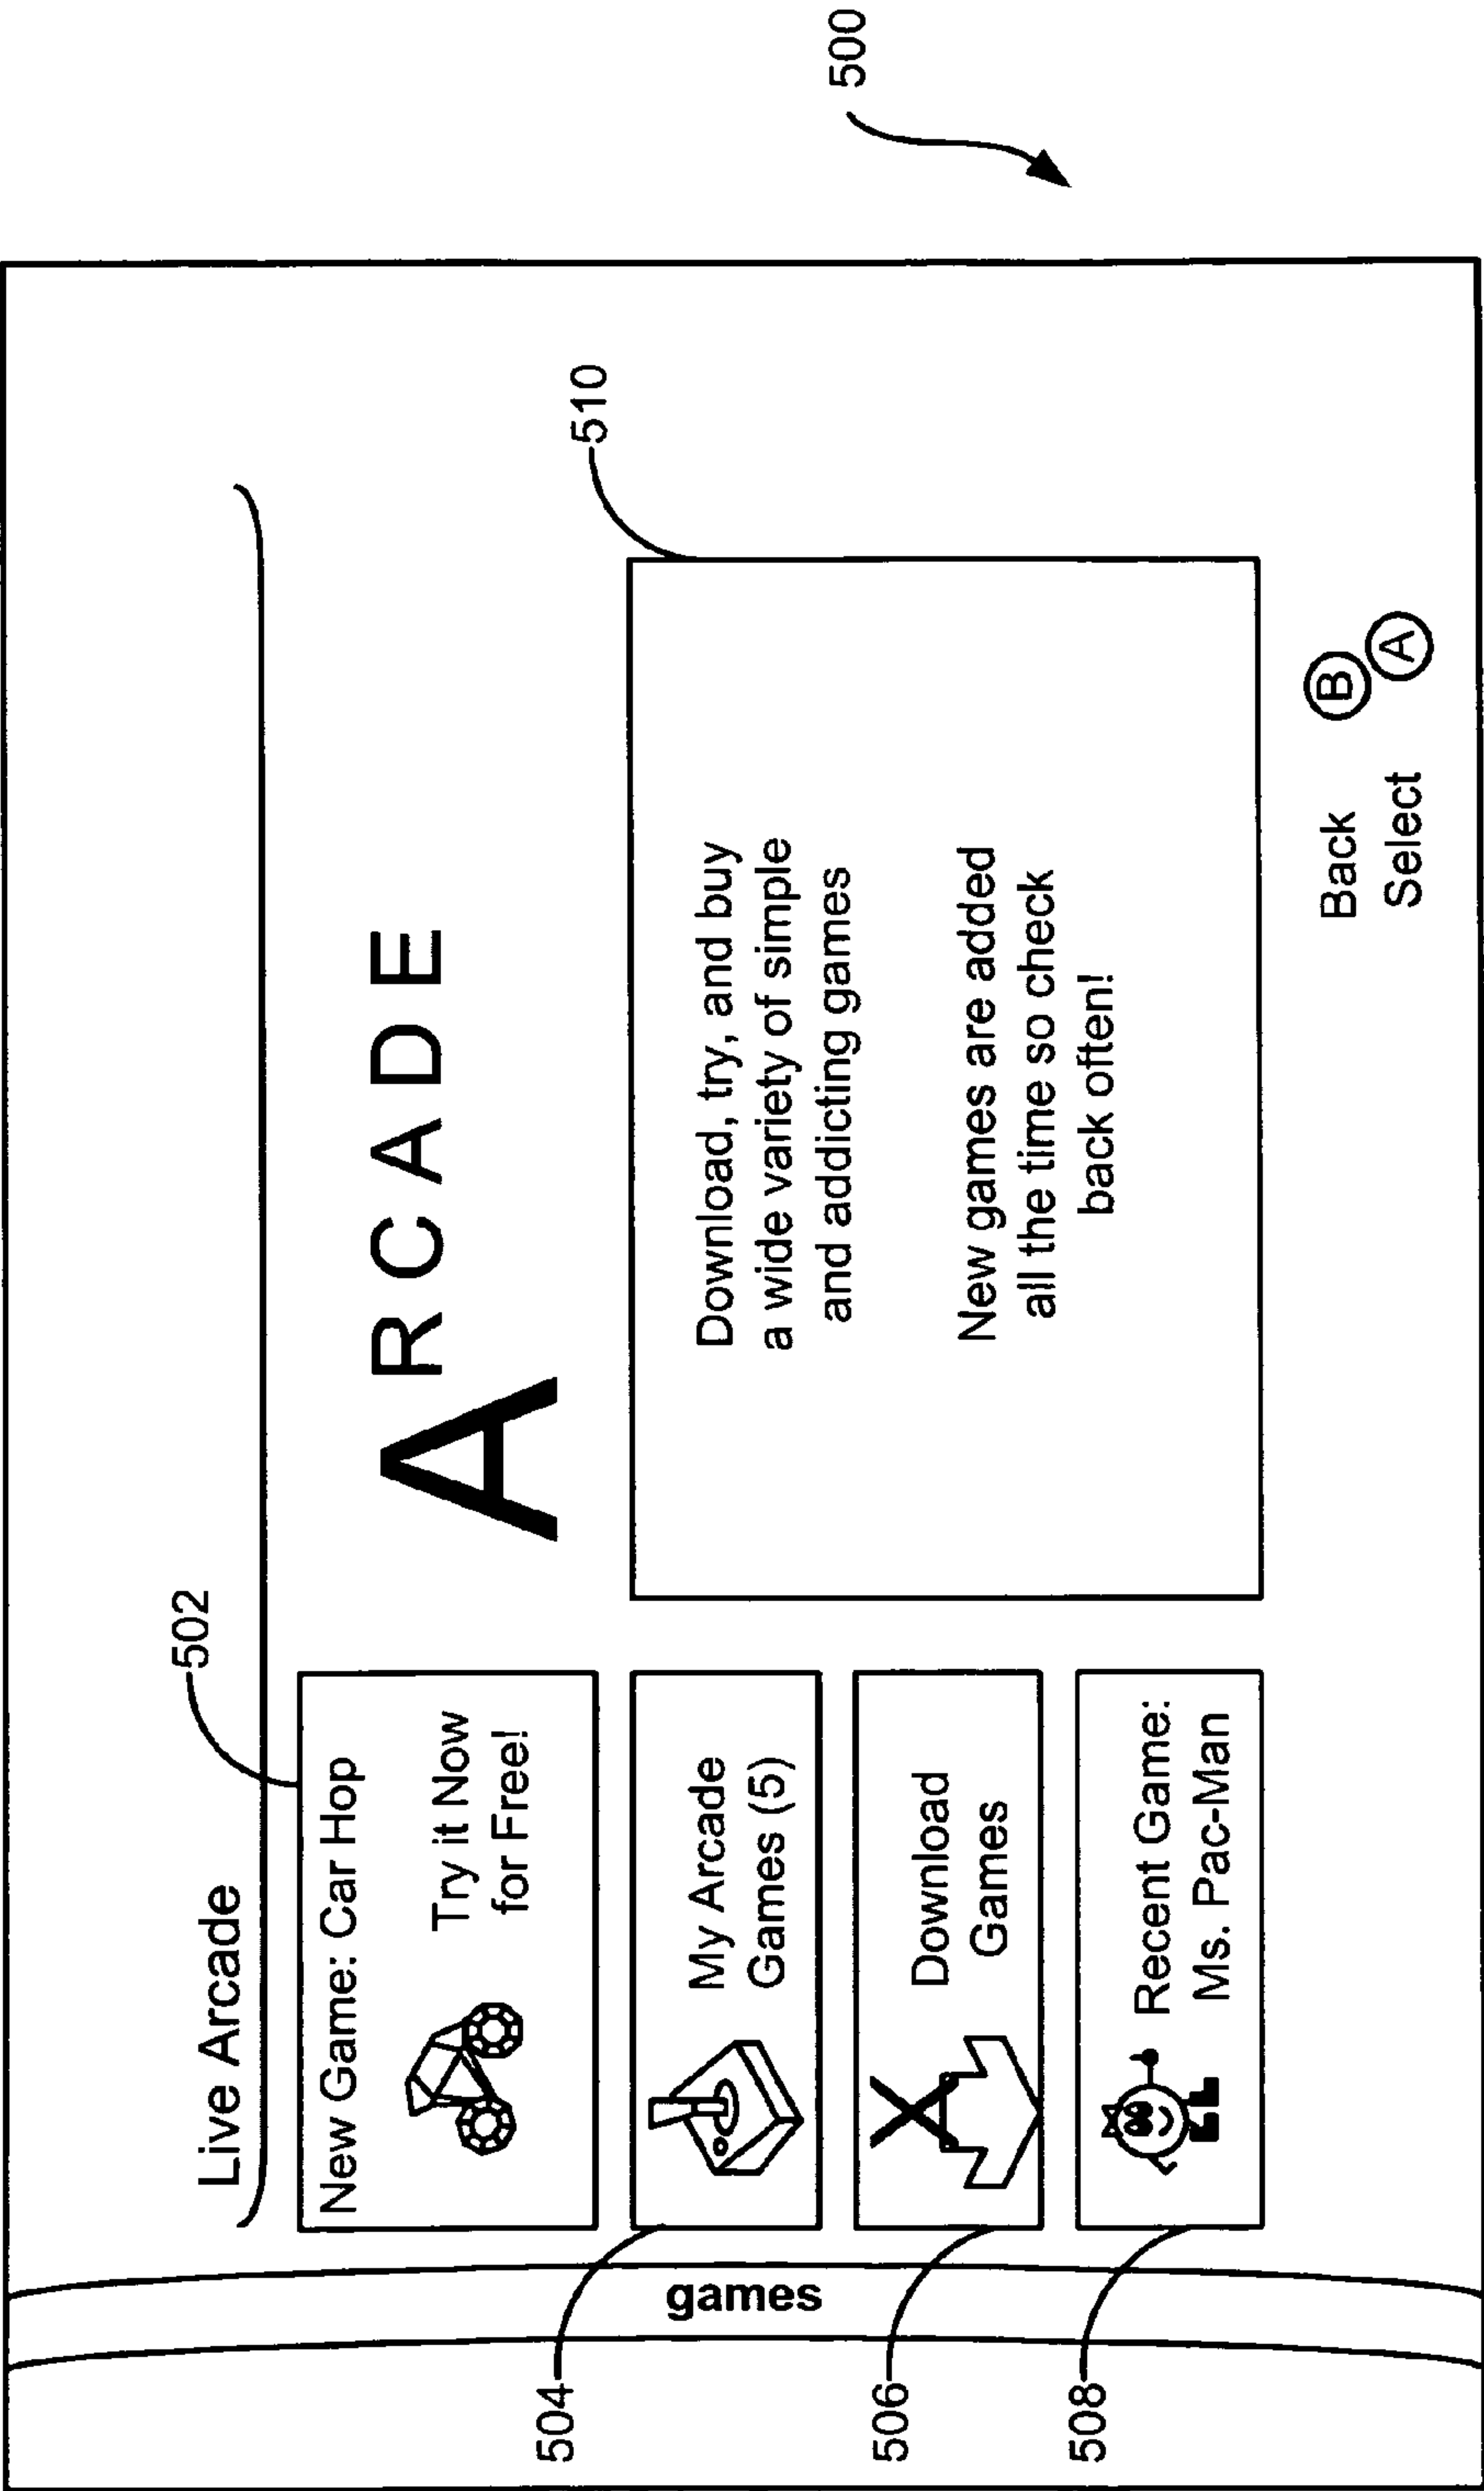 Live Arcade
502
New Game: Car Hop
Try it Now
for Free!
ARCADE
504
My Arcade
Games (5)
506
Download
Games
508
Recent Game:
Ms. Pac-Man
games
510
Download, try, and buy
a wide variety of simple
and addicting games
New games are added
all the time so check
back often!
Back B
Select A
500